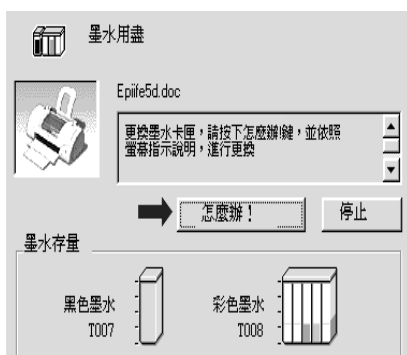 墨水用盡
Epiife5d.doc
更換墨水卡匣，請按下怎麼辦!鍵，並依照
螢幕指示說明，進行更換
怎麼辦！
停止
墨水存量
黑色墨水
T007
彩色墨水
T008